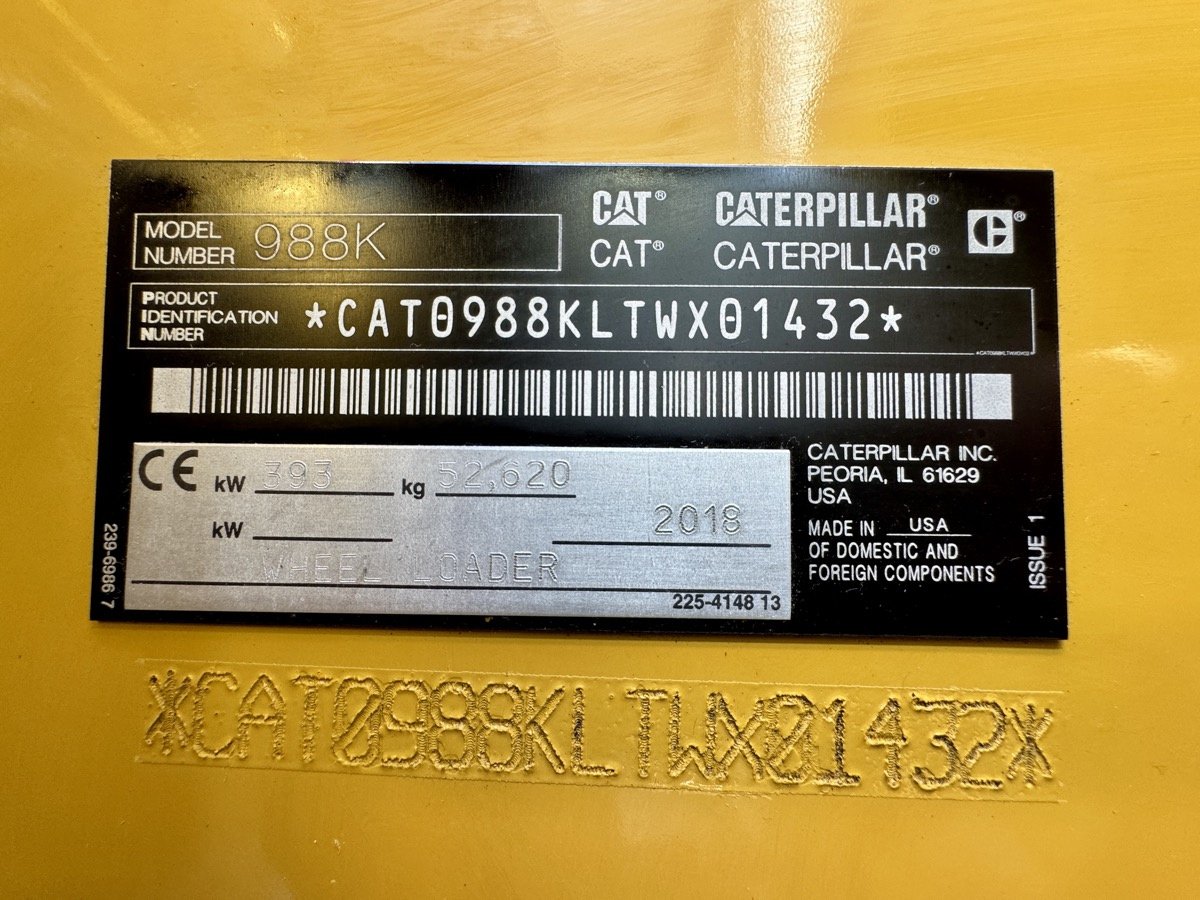 MODEL NUMBER 988K
CAT® CATERPILLAR®
CAT® CATERPILLAR®
C®
PRODUCT IDENTIFICATION NUMBER *CAT0988KLTWX01432*
CE kW 393 kg 52,620
kW 2018
WHEEL LOADER
225-4148 13
CATERPILLAR INC.
PEORIA, IL 61629
USA
MADE IN USA
OF DOMESTIC AND
FOREIGN COMPONENTS
239-6986 7
ISSUE 1
*CAT0988KLTWX01432*